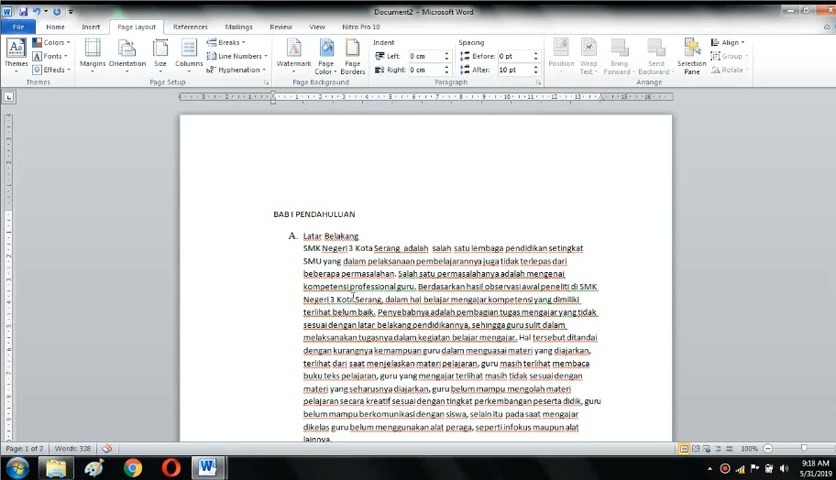 Document2 - Microsoft Word
File Home Insert Page Layout References Mailings Review View Nitro Pro 10
Themes Colors Fonts Effects Margins Orientation Size Columns Breaks Line Numbers Hyphenation Watermark Page Color Page Borders Indent Left: 0 cm Right: 0 cm Spacing Before: 0 pt After: 10 pt Position Wrap Text Bring Forward Send Backward Selection Pane Align Group Rotate
Themes Page Setup Page Background Paragraph Arrange
BAB I PENDAHULUAN
A. Latar Belakang
SMK Negeri 3 Kota Serang adalah salah satu lembaga pendidikan setingkat
SMU yang dalam pelaksanaan pembelajarannya juga tidak terlepas dari
beberapa permasalahan. Salah satu permasalahanya adalah mengenai
kompetensi professional guru. Berdasarkan hasil observasi awal peneliti di SMK
Negeri 3 Kota Serang, dalam hal belajar mengajar kompetensi yang dimiliki
terlihat belum baik. Penyebabnya adalah pembagian tugas mengajar yang tidak
sesuai dengan latar belakang pendidikannya, sehingga guru sulit dalam
melaksanakan tugasnya dalam kegiatan belajar mengajar. Hal tersebut ditandai
dengan kurangnya kemampuan guru dalam menguasai materi yang diajarkan,
terlihat dari saat menjelaskan materi pelajaran, guru masih terlihat membaca
buku teks pelajaran, guru yang mengajar terlihat masih tidak sesuai dengan
materi yang seharusnya diajarkan, guru belum mampu mengolah materi
pelajaran secara kreatif sesuai dengan tingkat perkembangan peserta didik, guru
belum mampu berkomunikasi dengan siswa, selain itu pada saat mengajar
dikelas guru belum menggunakan alat peraga, seperti infokus maupun alat
lainnya.
Page: 1 of 2 Words: 328 100%
9:18 AM
5/31/2019